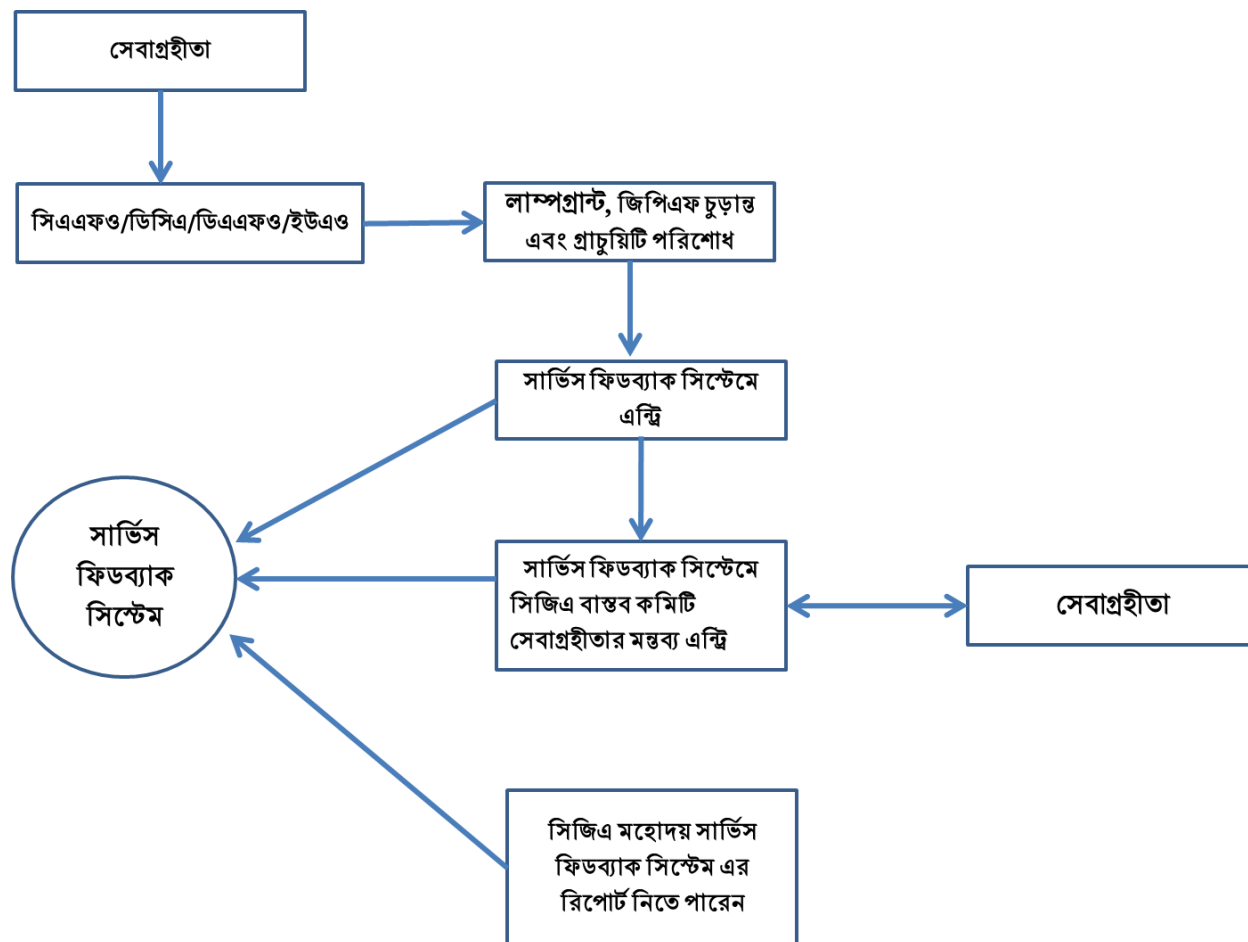 সেবাগ্রহীতা
সিএএফও/ডিসিএ/ডিএএফও/ইউএও
লাম্পগ্রান্ট, জিপিএফ চুড়ান্ত
এবং গ্রাচুয়িটি পরিশোধ
সার্ভিস ফিডব্যাক সিস্টেমে
এন্ট্রি
সার্ভিস
ফিডব্যাক
সিস্টেম
সার্ভিস ফিডব্যাক সিস্টেমে
সিজিএ বাস্তব কমিটি
সেবাগ্রহীতার মন্তব্য এন্ট্রি
সেবাগ্রহীতা
সিজিএ মহোদয় সার্ভিস
ফিডব্যাক সিস্টেম এর
রিপোর্ট নিতে পারেন